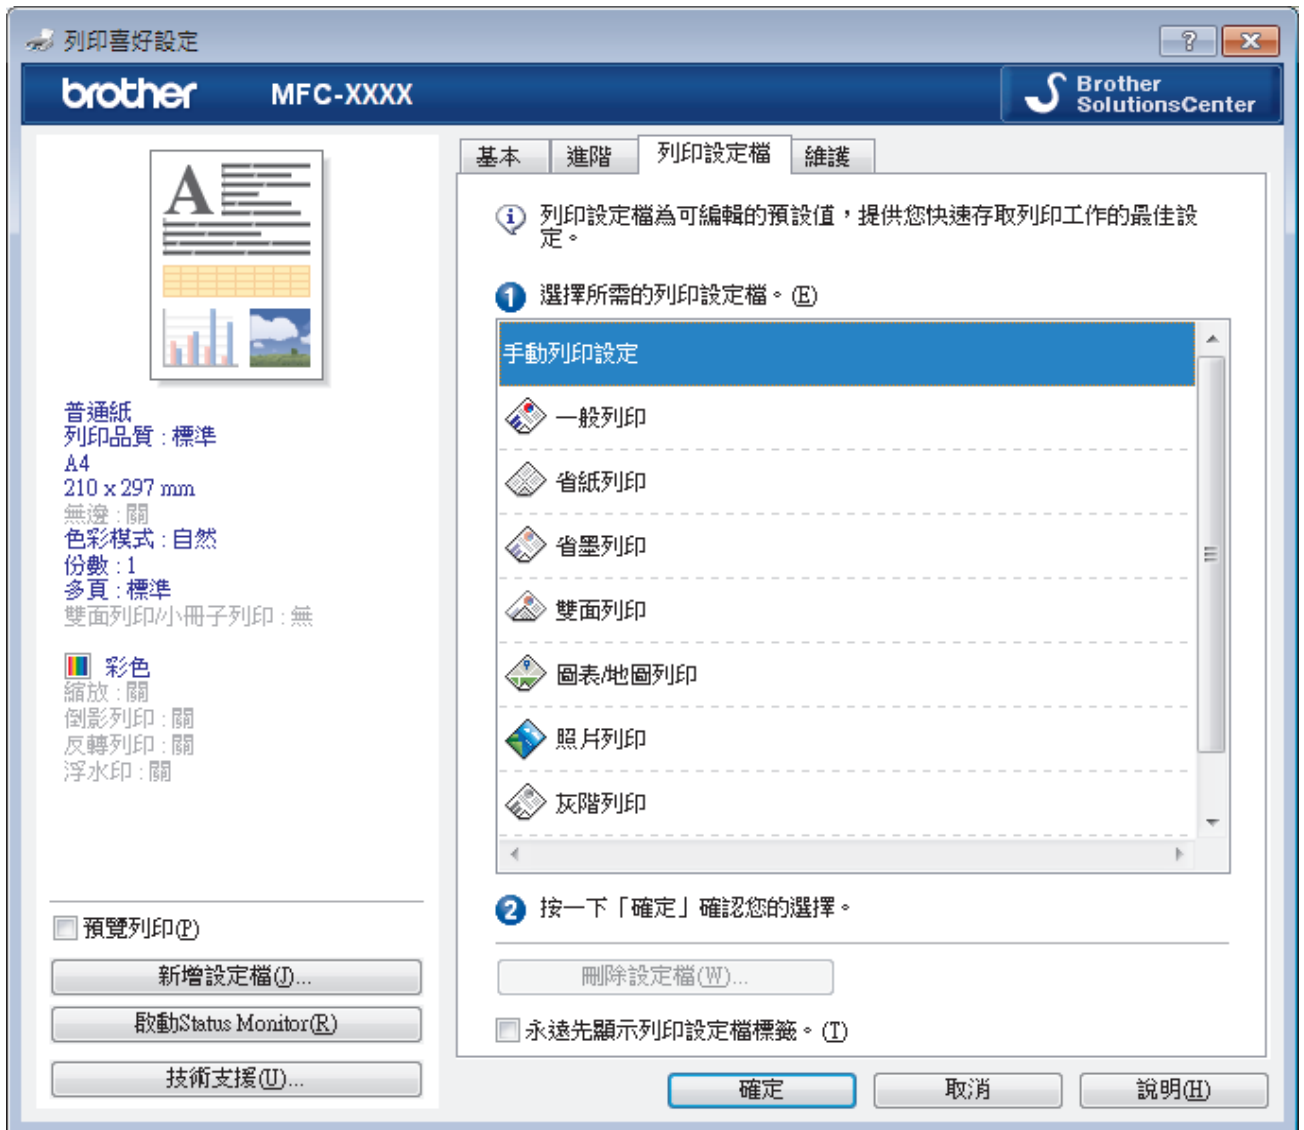 列印喜好設定
brother MFC-XXXX
Brother
SolutionsCenter
A
普通紙
列印品質 : 標準
A4
210 x 297 mm
無邊 : 關
色彩模式 : 自然
份數 : 1
多頁 : 標準
雙面列印/小冊子列印 : 無
彩色
縮放 : 關
倒影列印 : 關
反轉列印 : 關
浮水印 : 關
預覽列印(P)
新增設定檔(J)...
啟動Status Monitor(R)
技術支援(U)...
基本 進階 列印設定檔 維護
列印設定檔為可編輯的預設值，提供您快速存取列印工作的最佳設
定。
1 選擇所需的列印設定檔。(E)
手動列印設定
一般列印
省紙列印
省墨列印
雙面列印
圖表/地圖列印
照片列印
灰階列印
2 按一下「確定」確認您的選擇。
刪除設定檔(W)...
永遠先顯示列印設定檔標籤。(T)
確定 取消 說明(H)